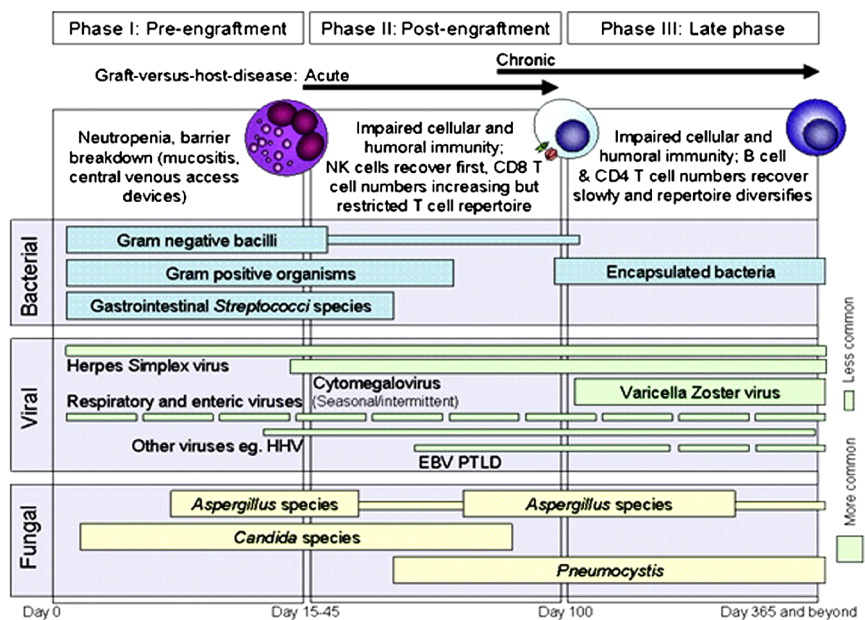 Phase I: Pre-engraftment
Phase II: Post-engraftment
Phase III: Late phase
Chronic
Graft-versus-host-disease: Acute
Neutropenia, barrier
breakdown (mucositis,
central venous access
devices)
Impaired cellular and
humoral immunity;
NK cells recover first, CD8 T
cell numbers increasing but
restricted T cell repertoire
Impaired cellular and
humoral immunity; B cell
& CD4 T cell numbers recover
slowly and repertoire diversifies
Bacterial
Gram negative bacilli
Gram positive organisms
Encapsulated bacteria
Gastrointestinal Streptococci species
Viral
Herpes Simplex virus
Cytomegalovirus
Varicella Zoster virus
Respiratory and enteric viruses
(Seasonal/intermittent)
Other viruses eg. HHV
EBV PTLD
Fungal
Aspergillus species
Aspergillus species
Candida species
Pneumocystis
Less common
More common
Day 0
Day 15-45
Day 100
Day 365 and beyond